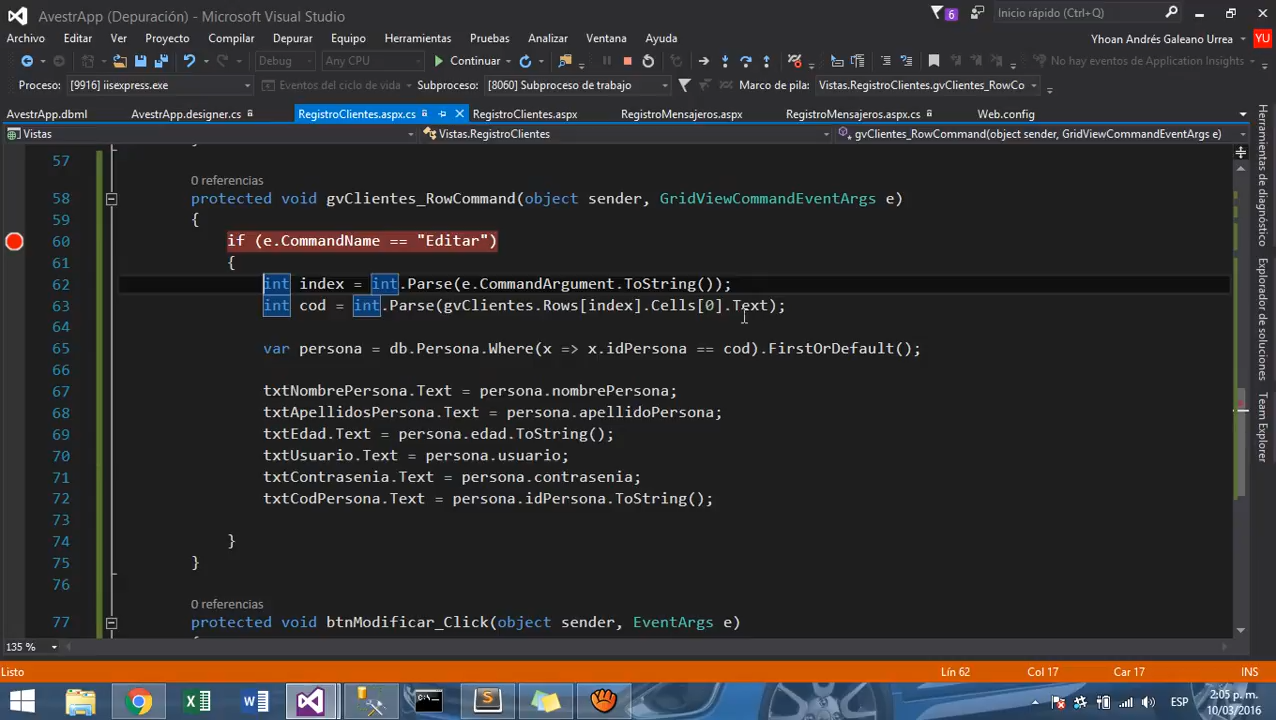 AvestrApp (Depuración) - Microsoft Visual Studio
6
Inicio rápido (Ctrl+Q)
Archivo Editar Ver Proyecto Compilar Depurar Equipo Herramientas Pruebas Analizar Ventana Ayuda
Yhoan Andrés Galeano Urrea
YU
Debug Any CPU Continuar
No hay eventos de Application Insights
Proceso: [9916] iisexpress.exe Eventos del ciclo de vida Subproceso: [8060] Subproceso de trabajo Marco de pila: Vistas.RegistroClientes.gvClientes_RowCo
AvestrApp.dbml AvestrApp.designer.cs RegistroClientes.aspx.cs RegistroClientes.aspx RegistroMensajeros.aspx RegistroMensajeros.aspx.cs Web.config
Vistas Vistas.RegistroClientes gvClientes_RowCommand(object sender, GridViewCommandEventArgs e)
57
0 referencias
58 protected void gvClientes_RowCommand(object sender, GridViewCommandEventArgs e)
59 {
60 if (e.CommandName == "Editar")
61 {
62 int index = int.Parse(e.CommandArgument.ToString());
63 int cod = int.Parse(gvClientes.Rows[index].Cells[0].Text);
64
65 var persona = db.Persona.Where(x => x.idPersona == cod).FirstOrDefault();
66
67 txtNombrePersona.Text = persona.nombrePersona;
68 txtApellidosPersona.Text = persona.apellidoPersona;
69 txtEdad.Text = persona.edad.ToString();
70 txtUsuario.Text = persona.usuario;
71 txtContrasenia.Text = persona.contrasenia;
72 txtCodPersona.Text = persona.idPersona.ToString();
73
74 }
75 }
76
0 referencias
77 protected void btnModificar_Click(object sender, EventArgs e)
135 %
Herramientas de diagnóstico
Explorador de soluciones
Team Explorer
Listo Lín 62 Col 17 Car 17 INS
ESP
2:05 p. m.
10/03/2016